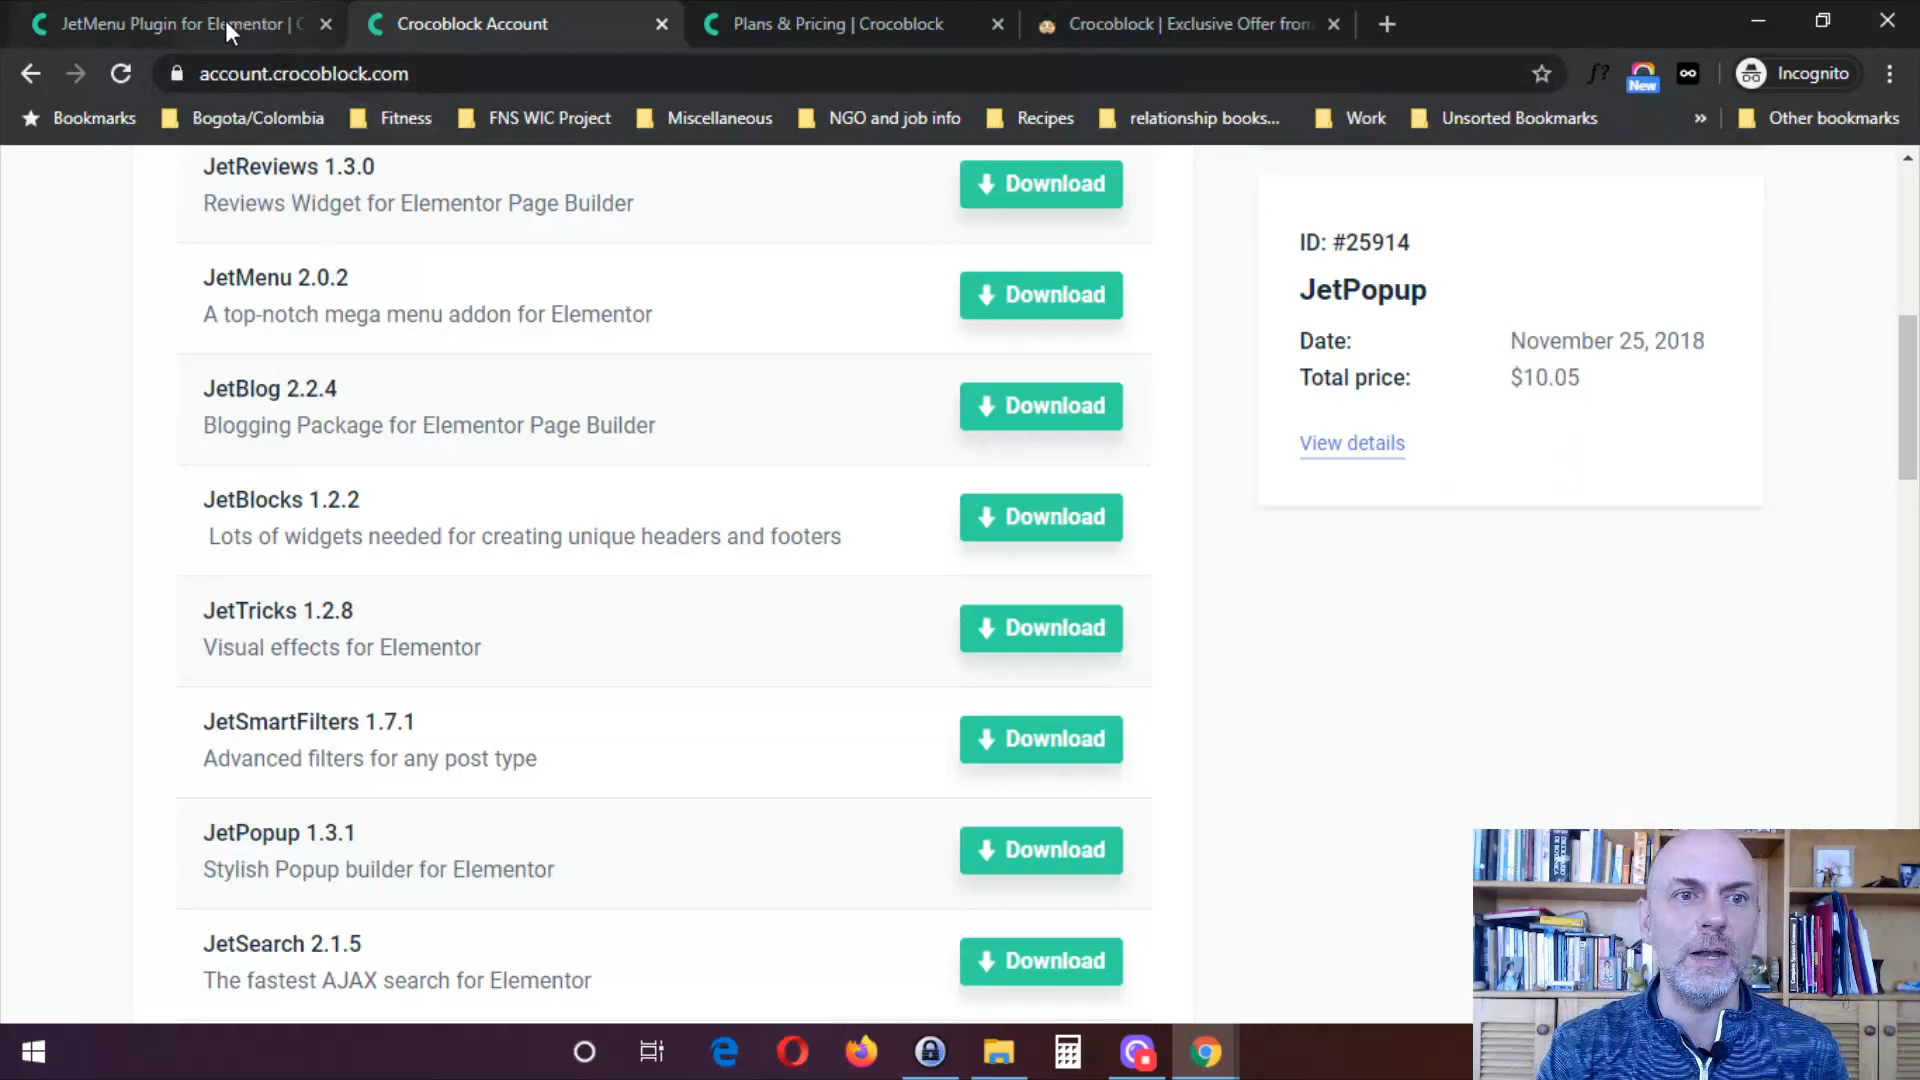 JetMenu Plugin for Elementor | C
Crocoblock Account
Plans & Pricing | Crocoblock
Crocoblock | Exclusive Offer from
account.crocoblock.com
f?
New
Incognito
Bookmarks
Bogota/Colombia
Fitness
FNS WIC Project
Miscellaneous
NGO and job info
Recipes
relationship books...
Work
Unsorted Bookmarks
»
Other bookmarks
JetReviews 1.3.0
Reviews Widget for Elementor Page Builder
Download
JetMenu 2.0.2
A top-notch mega menu addon for Elementor
Download
JetBlog 2.2.4
Blogging Package for Elementor Page Builder
Download
JetBlocks 1.2.2
Lots of widgets needed for creating unique headers and footers
Download
JetTricks 1.2.8
Visual effects for Elementor
Download
JetSmartFilters 1.7.1
Advanced filters for any post type
Download
JetPopup 1.3.1
Stylish Popup builder for Elementor
Download
JetSearch 2.1.5
The fastest AJAX search for Elementor
Download
ID: #25914
JetPopup
Date: November 25, 2018
Total price: $10.05
View details